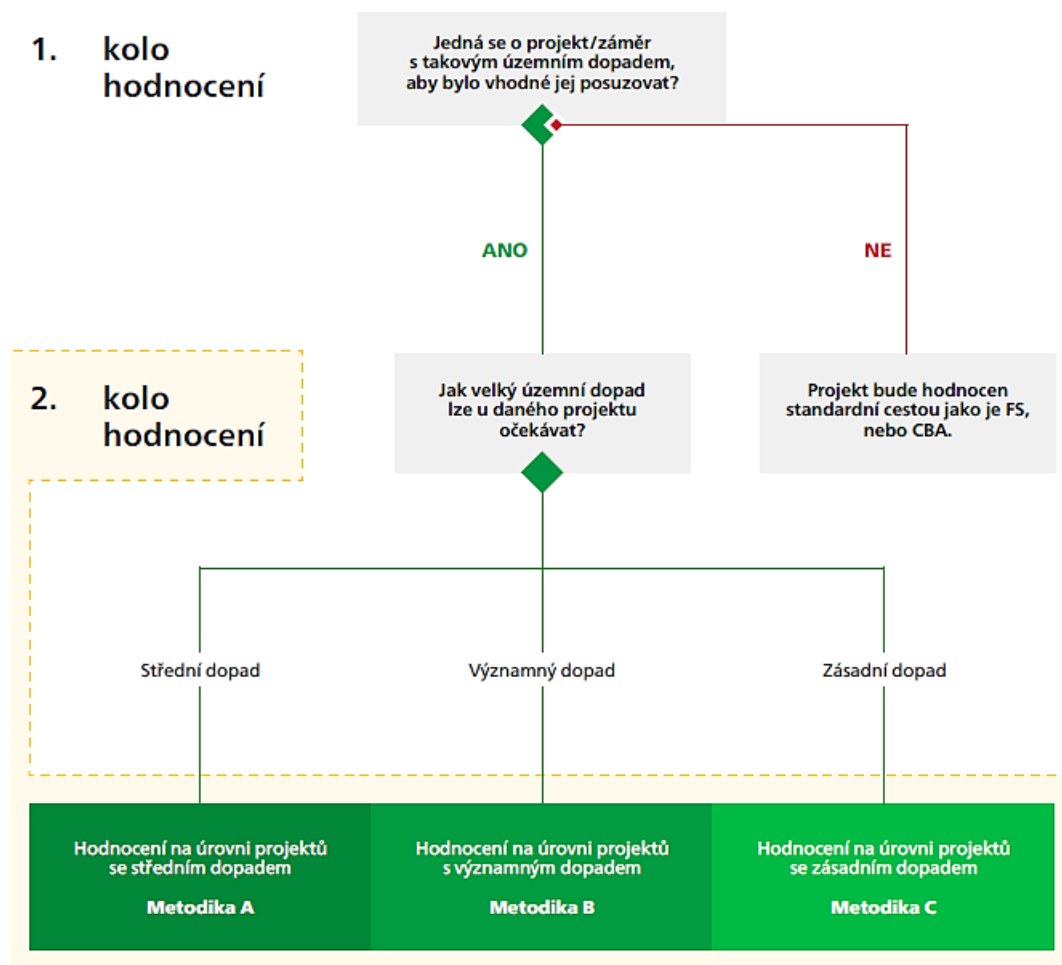 1. kolo
hodnocení
Jedná se o projekt/záměr
s takovým územním dopadem,
aby bylo vhodné jej posuzovat?
ANO
NE
2. kolo
hodnocení
Jak velký územní dopad
lze u daného projektu
očekávat?
Projekt bude hodnocen
standardní cestou jako je FS,
nebo CBA.
Střední dopad
Významný dopad
Zásadní dopad
Hodnocení na úrovni projektů
se středním dopadem
Metodika A
Hodnocení na úrovni projektů
s významným dopadem
Metodika B
Hodnocení na úrovni projektů
se zásadním dopadem
Metodika C